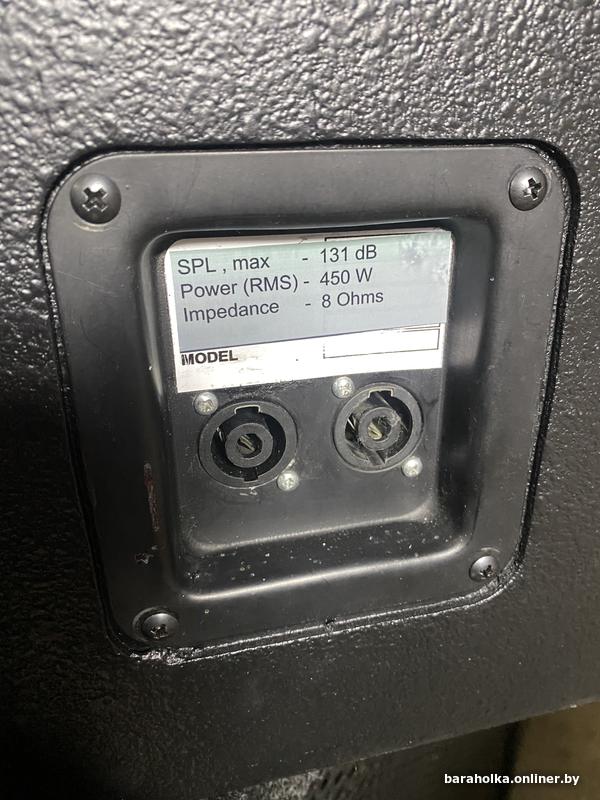 SPL , max - 131 dB
Power (RMS) - 450 W
Impedance - 8 Ohms
MODEL
baraholka.onliner.by